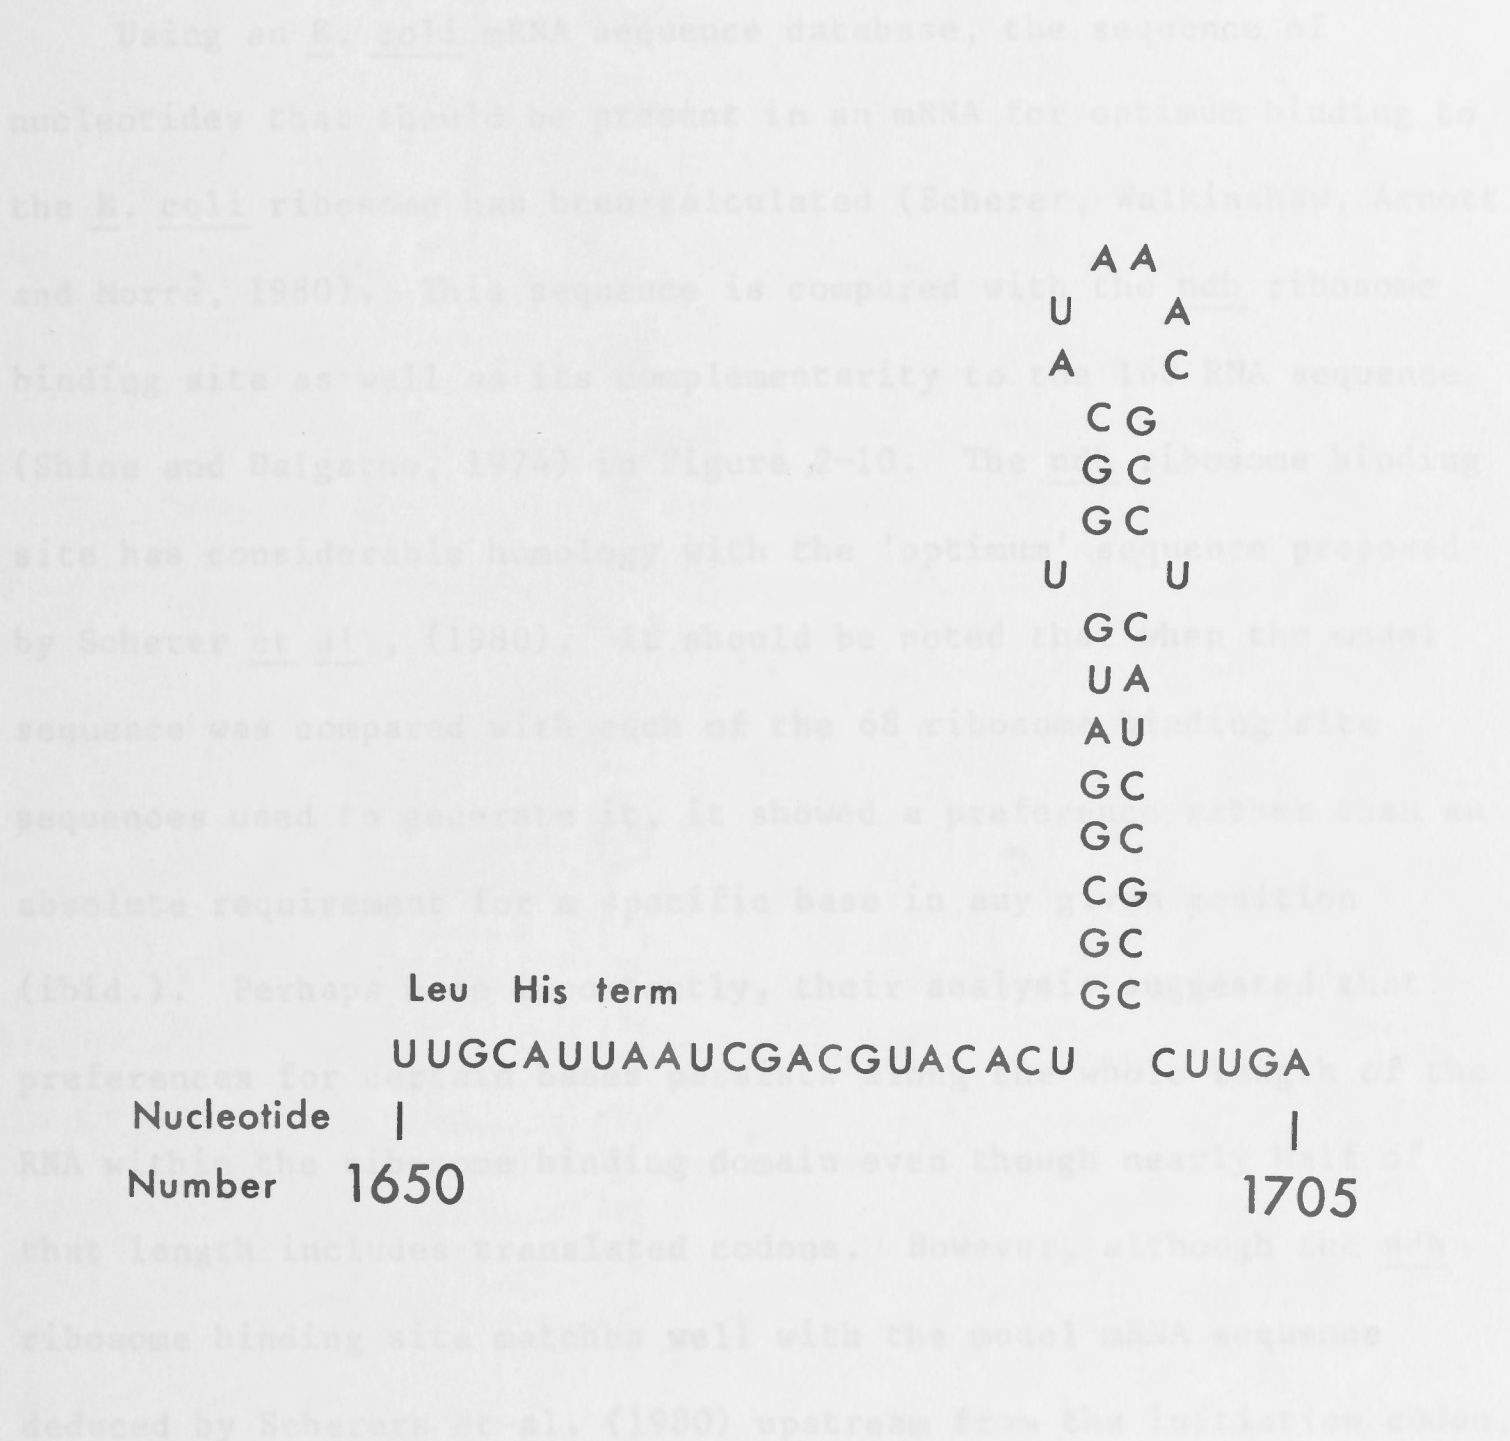 Using an E. coli mRNA sequence database, the sequence of
nucleotides that should be present in an mRNA for optimum binding to
the E. coli ribosome has been calculated (Scherer, Walkinshaw, Arnott
and Morré, 1980). This sequence is compared with the ndh ribosome
binding site as well as its complementarity to the 16S RNA sequence
(Shine and Dalgarno, 1974) in Figure 2-10. The ndh ribosome binding
site has considerable homology with the 'optimum' sequence proposed
by Scherer et al., (1980). It should be noted that when the model
sequence was compared with each of the 68 ribosome binding site
sequences used to generate it, it showed a preference rather than an
absolute requirement for a specific base in any given position
(ibid.). Perhaps their analysis suggested that
preferences for certain bases persists along the whole length of the
RNA within the ribosome binding domain even though nearly half of
that length includes translated codons. However, although the ndh
ribosome binding site matches well with the model mRNA sequence
deduced by Scherers et al. (1980) upstream from the initiation codon,
A A
U A
A C
C G
G C
G C
U U
G C
U A
A U
G C
G C
C G
G C
G C
Leu His term
UUGCAUUAAUCGACGUACACU CUUGA
Nucleotide
Number 1650 1705